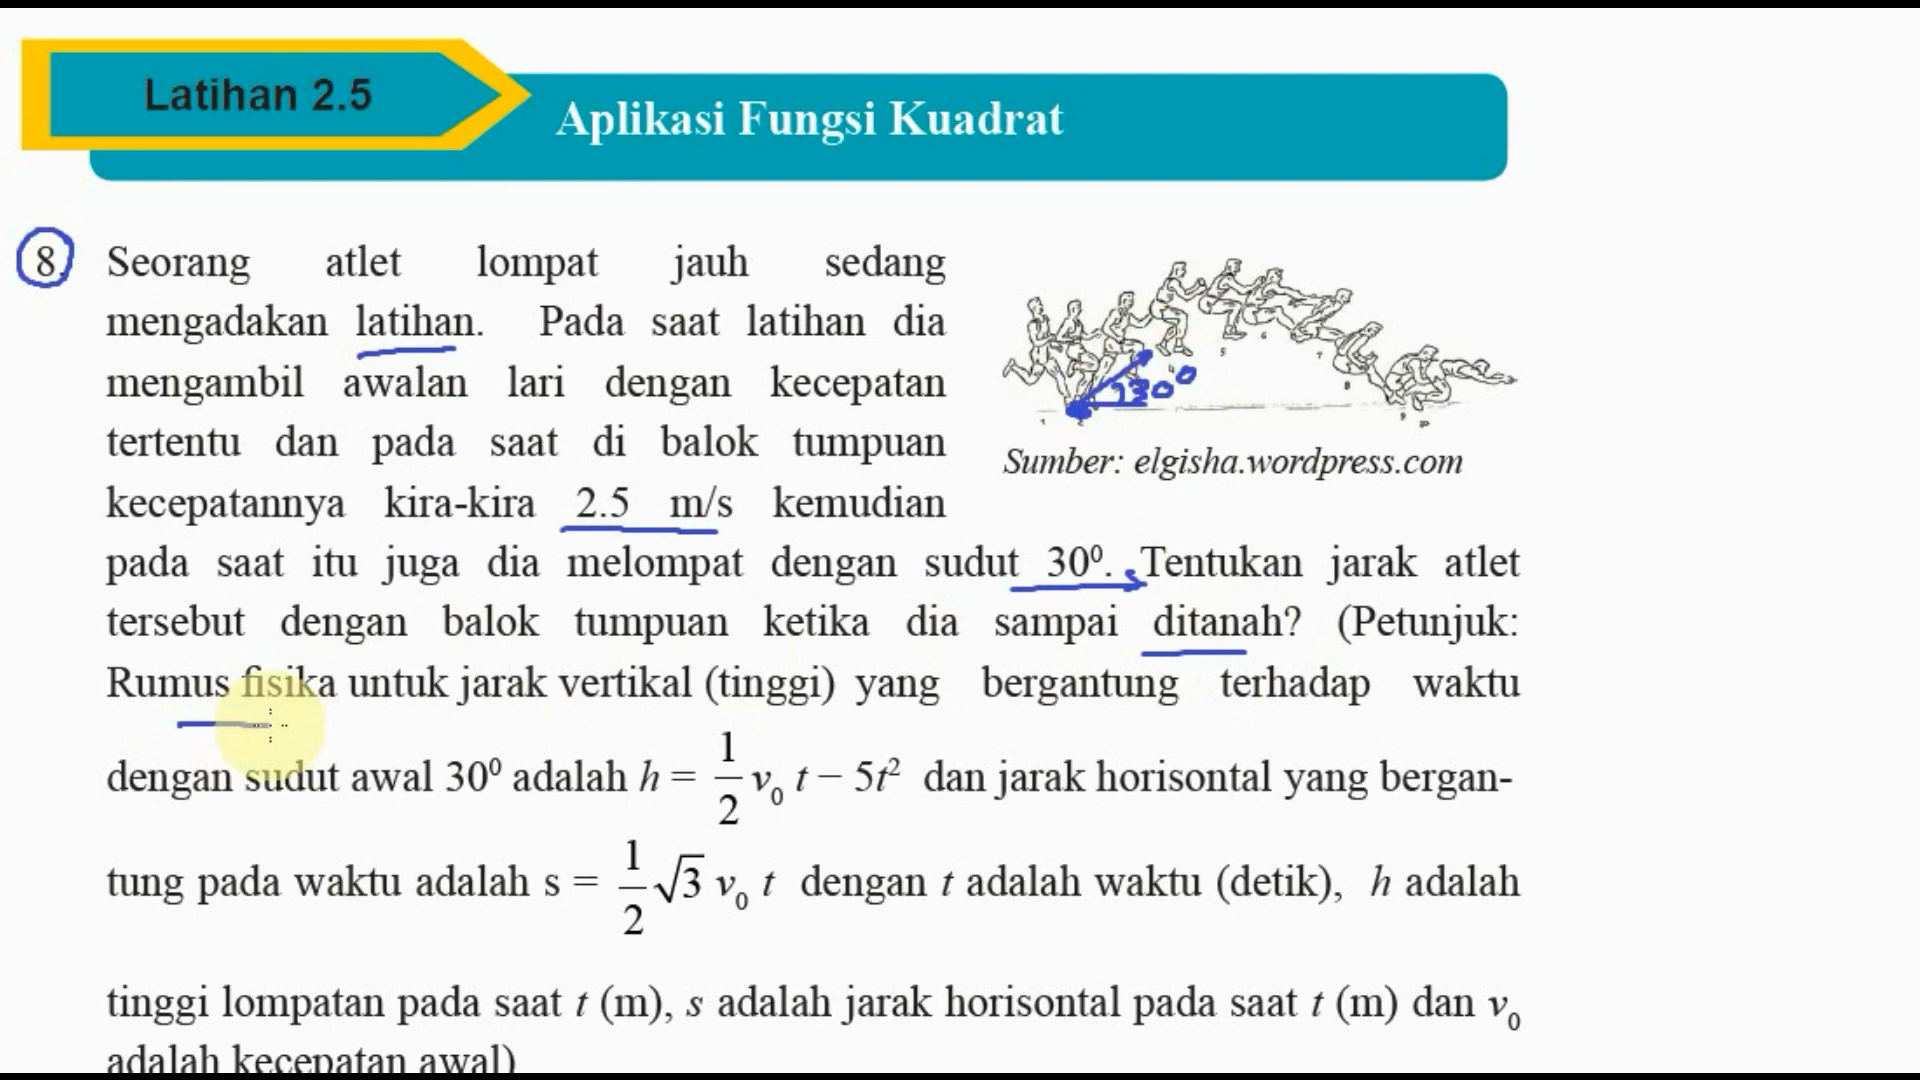 Latihan 2.5
Aplikasi Fungsi Kuadrat
8. Seorang atlet lompat jauh sedang
mengadakan latihan. Pada saat latihan dia
mengambil awalan lari dengan kecepatan
tertentu dan pada saat di balok tumpuan
kecepatannya kira-kira 2.5 m/s kemudian
pada saat itu juga dia melompat dengan sudut 30⁰. Tentukan jarak atlet
tersebut dengan balok tumpuan ketika dia sampai ditanah? (Petunjuk:
Rumus fisika untuk jarak vertikal (tinggi) yang bergantung terhadap waktu
dengan sudut awal 30⁰ adalah h = 1/2 v₀ t – 5t² dan jarak horisontal yang bergan-
tung pada waktu adalah s = 1/2 √3 v₀ t dengan t adalah waktu (detik), h adalah
tinggi lompatan pada saat t (m), s adalah jarak horisontal pada saat t (m) dan v₀
adalah kecepatan awal)
30⁰
Sumber: elgisha.wordpress.com